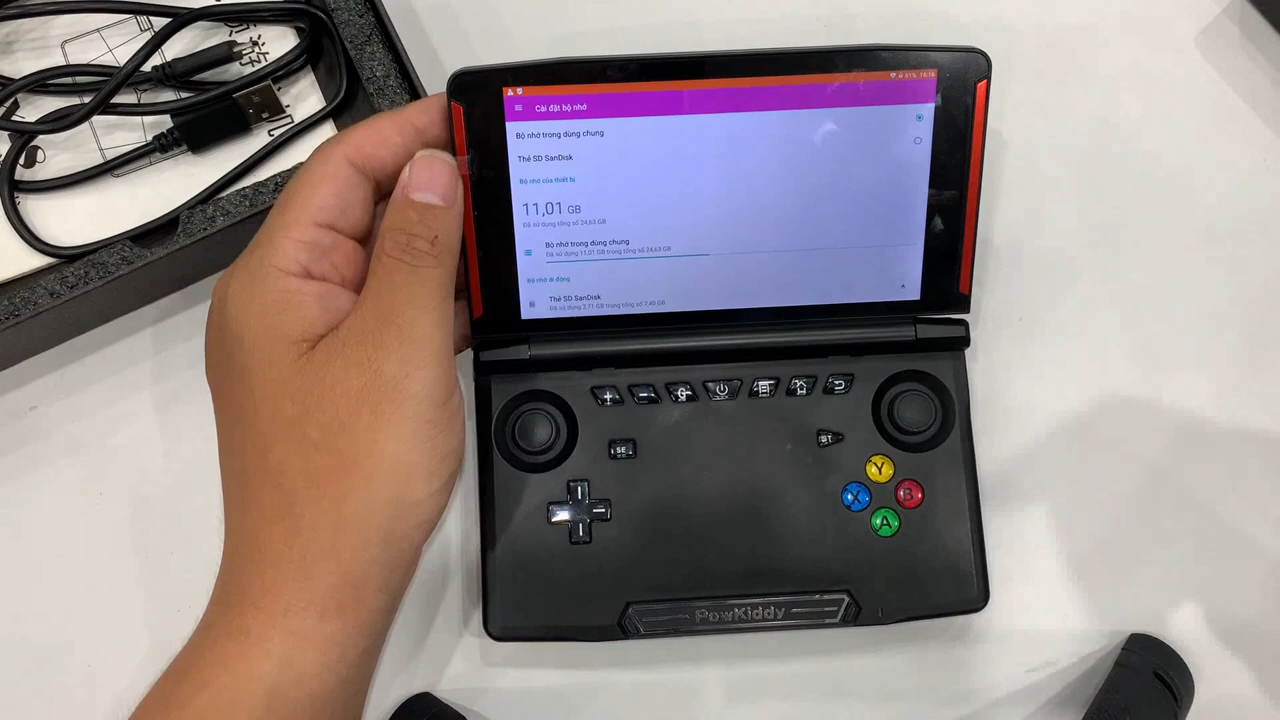 61% 16:16
Cài đặt bộ nhớ
Bộ nhớ trong dùng chung
Thẻ SD SanDisk
Bộ nhớ của thiết bị
11,01 GB
Đã sử dụng tổng số 24,63 GB
Bộ nhớ trong dùng chung
Đã sử dụng 11,01 GB trong tổng số 24,63 GB
Bộ nhớ di động
Thẻ SD SanDisk
Đã sử dụng 2,71 GB trong tổng số 7,40 GB
+ − G
SE
ST
Y
X B
A
PowKiddy